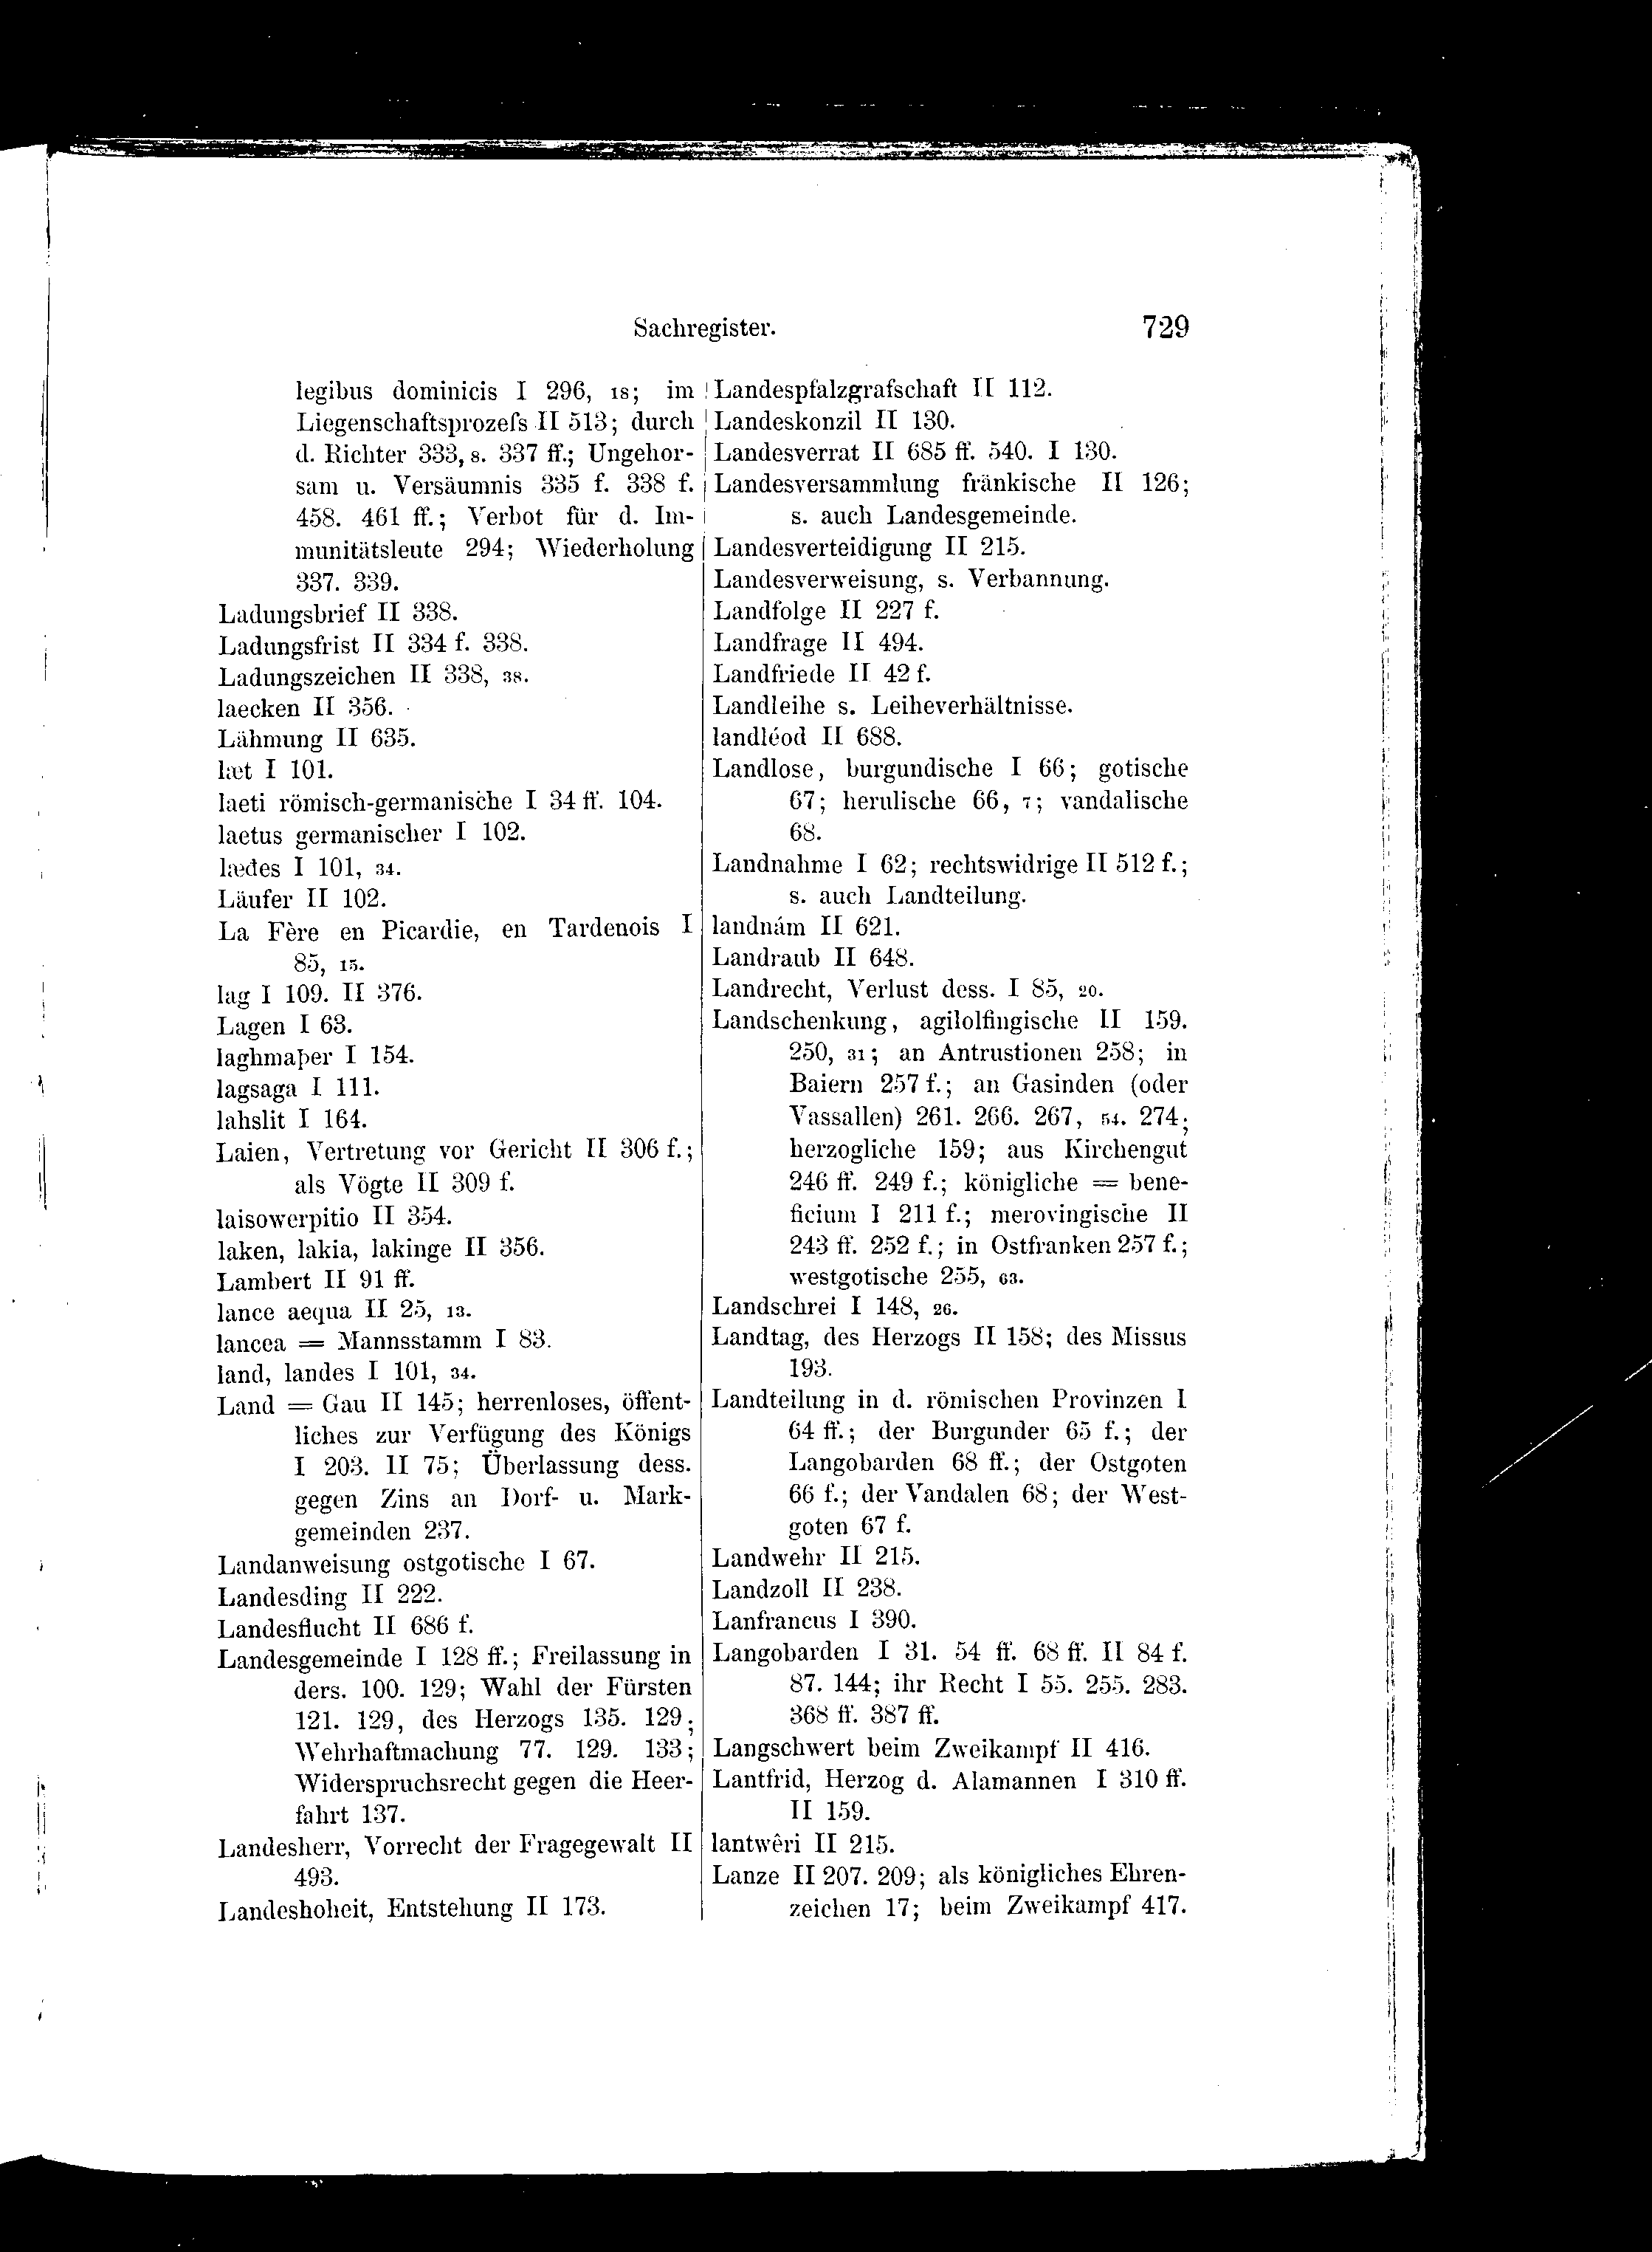 Sachregister. 729
legibus dominicis I 296, 18; im
Liegenschaftsprozeſs II 513; durch
d. Richter 333, 8. 337 ff.; Ungehor-
sam u. Versäumnis 335 f. 338 f.
458. 461 ff.; Verbot für d. Im-
munitätsleute 294; Wiederholung
337. 339.
Ladungsbrief II 338.
Ladungsfrist II 334 f. 338.
Ladungszeichen II 338, 38.
laecken II 356.
Lähmung II 635.
læt I 101.
laeti römisch-germanische I 34 ff. 104.
laetus germanischer I 102.
lædes I 101, 34.
Läufer II 102.
La Fère en Picardie, en Tardenois I
85, 15.
lag I 109. II 376.
Lagen I 63.
laghmaþer I 154.
lagsaga I 111.
lahslit I 164.
Laien, Vertretung vor Gericht II 306 f.;
als Vögte II 309 f.
laisowerpitio II 354.
laken, lakia, lakinge II 356.
Lambert II 91 ff.
lance aequa II 25, 13.
lancea = Mannsstamm I 83.
land, landes I 101, 34.
Land = Gau II 145; herrenloses, öffent-
liches zur Verfügung des Königs
I 203. II 75; Überlassung dess.
gegen Zins an Dorf- u. Mark-
gemeinden 237.
Landanweisung ostgotische I 67.
Landesding II 222.
Landesflucht II 686 f.
Landesgemeinde I 128 ff.; Freilassung in
ders. 100. 129; Wahl der Fürsten
121. 129, des Herzogs 135. 129;
Wehrhaftmachung 77. 129. 133;
Widerspruchsrecht gegen die Heer-
fahrt 137.
Landesherr, Vorrecht der Fragegewalt II
493.
Landeshoheit, Entstehung II 173.
Landespfalzgrafschaft II 112.
Landeskonzil II 130.
Landesverrat II 685 ff. 540. I 130.
Landesversammlung fränkische II 126;
s. auch Landesgemeinde.
Landesverteidigung II 215.
Landesverweisung, s. Verbannung.
Landfolge II 227 f.
Landfrage II 494.
Landfriede II 42 f.
Landleihe s. Leiheverhältnisse.
landléod II 688.
Landlose, burgundische I 66; gotische
67; herulische 66, 7; vandalische
68.
Landnahme I 62; rechtswidrige II 512 f.;
s. auch Landteilung.
landnám II 621.
Landraub II 648.
Landrecht, Verlust dess. I 85, 20.
Landschenkung, agilolfingische II 159.
250, 31; an Antrustionen 258; in
Baiern 257 f.; an Gasinden (oder
Vassallen) 261. 266. 267, 54. 274;
herzogliche 159; aus Kirchengut
246 ff. 249 f.; königliche = bene-
ficium I 211 f.; merovingische II
243 ff. 252 f.; in Ostfranken 257 f.;
westgotische 255, 63.
Landschrei I 148, 26.
Landtag, des Herzogs II 158; des Missus
193.
Landteilung in d. römischen Provinzen I
64 ff.; der Burgunder 65 f.; der
Langobarden 68 ff.; der Ostgoten
66 f.; der Vandalen 68; der West-
goten 67 f.
Landwehr II 215.
Landzoll II 238.
Lanfrancus I 390.
Langobarden I 31. 54 ff. 68 ff. II 84 f.
87. 144; ihr Recht I 55. 255. 283.
368 ff. 387 ff.
Langschwert beim Zweikampf II 416.
Lantfrid, Herzog d. Alamannen I 310 ff.
II 159.
lantwêri II 215.
Lanze II 207. 209; als königliches Ehren-
zeichen 17; beim Zweikampf 417.